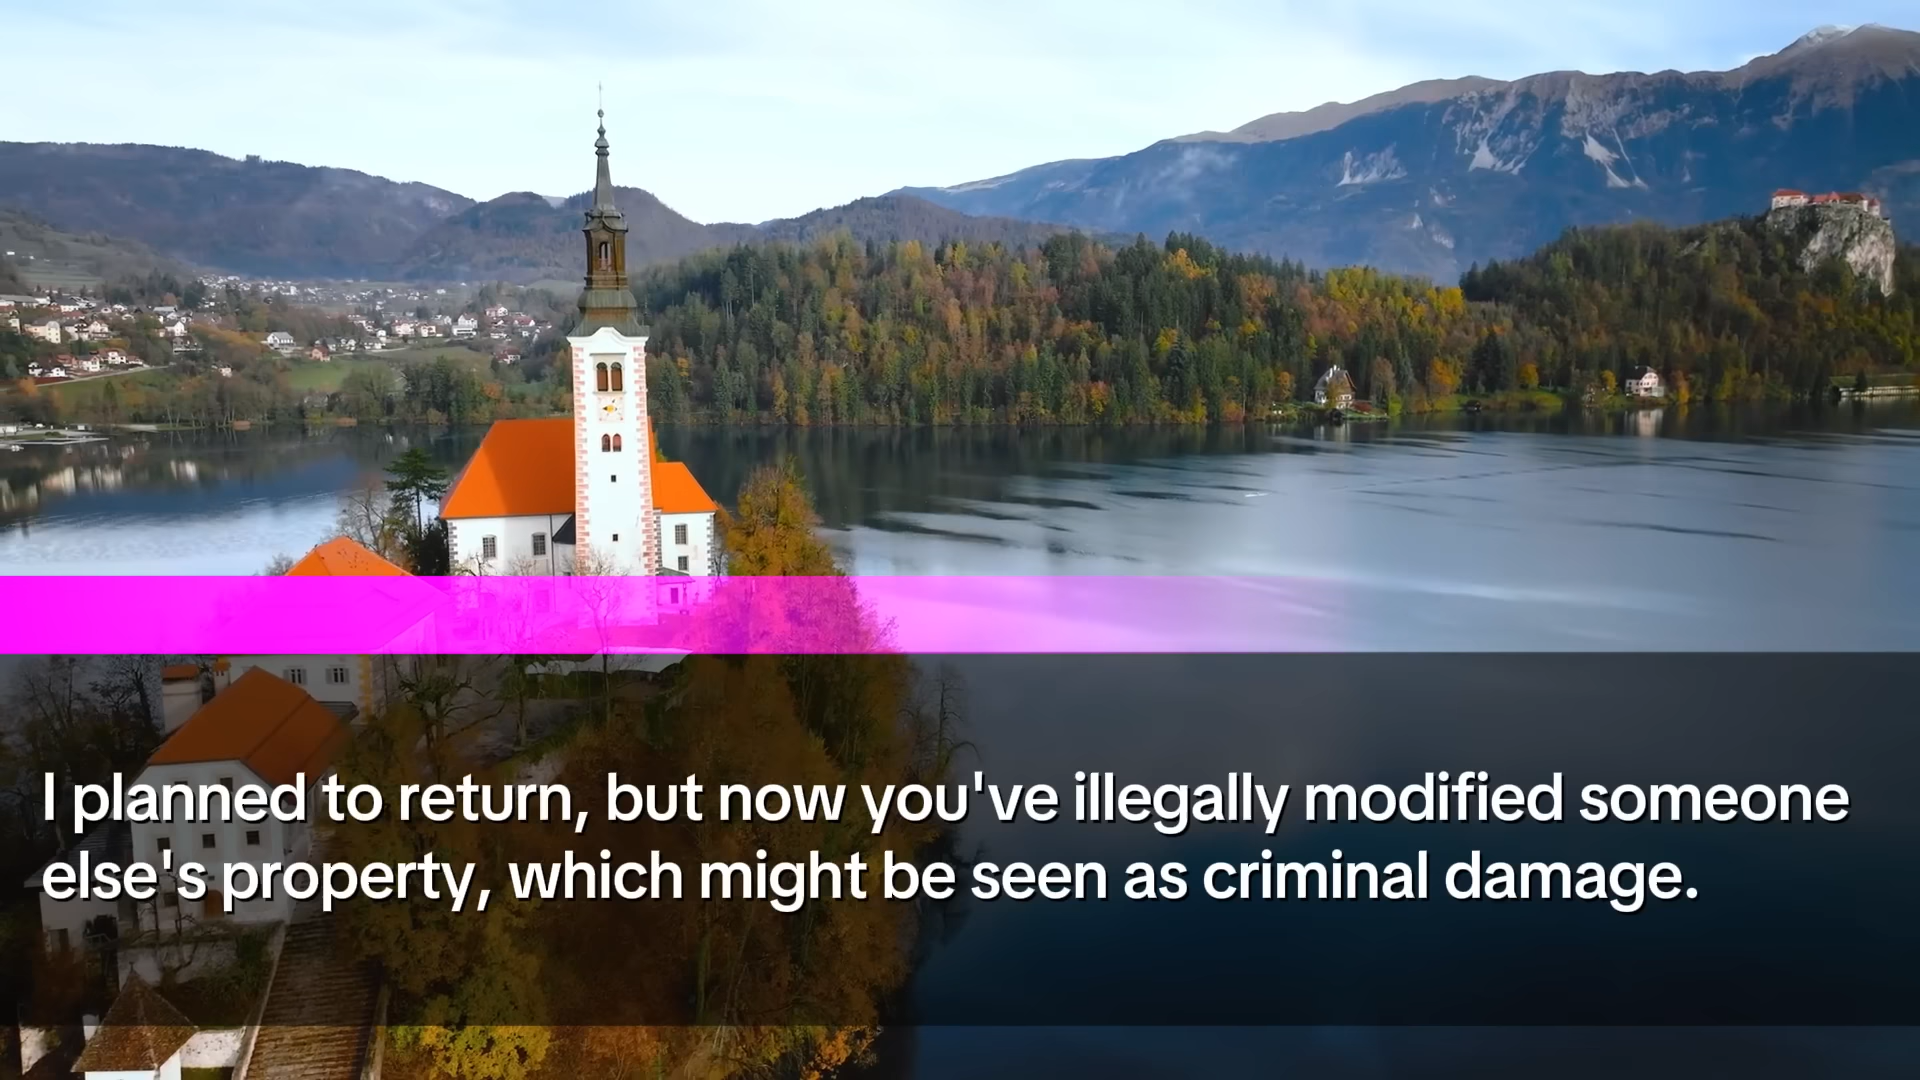 I planned to return, but now you've illegally modified someone
else's property, which might be seen as criminal damage.